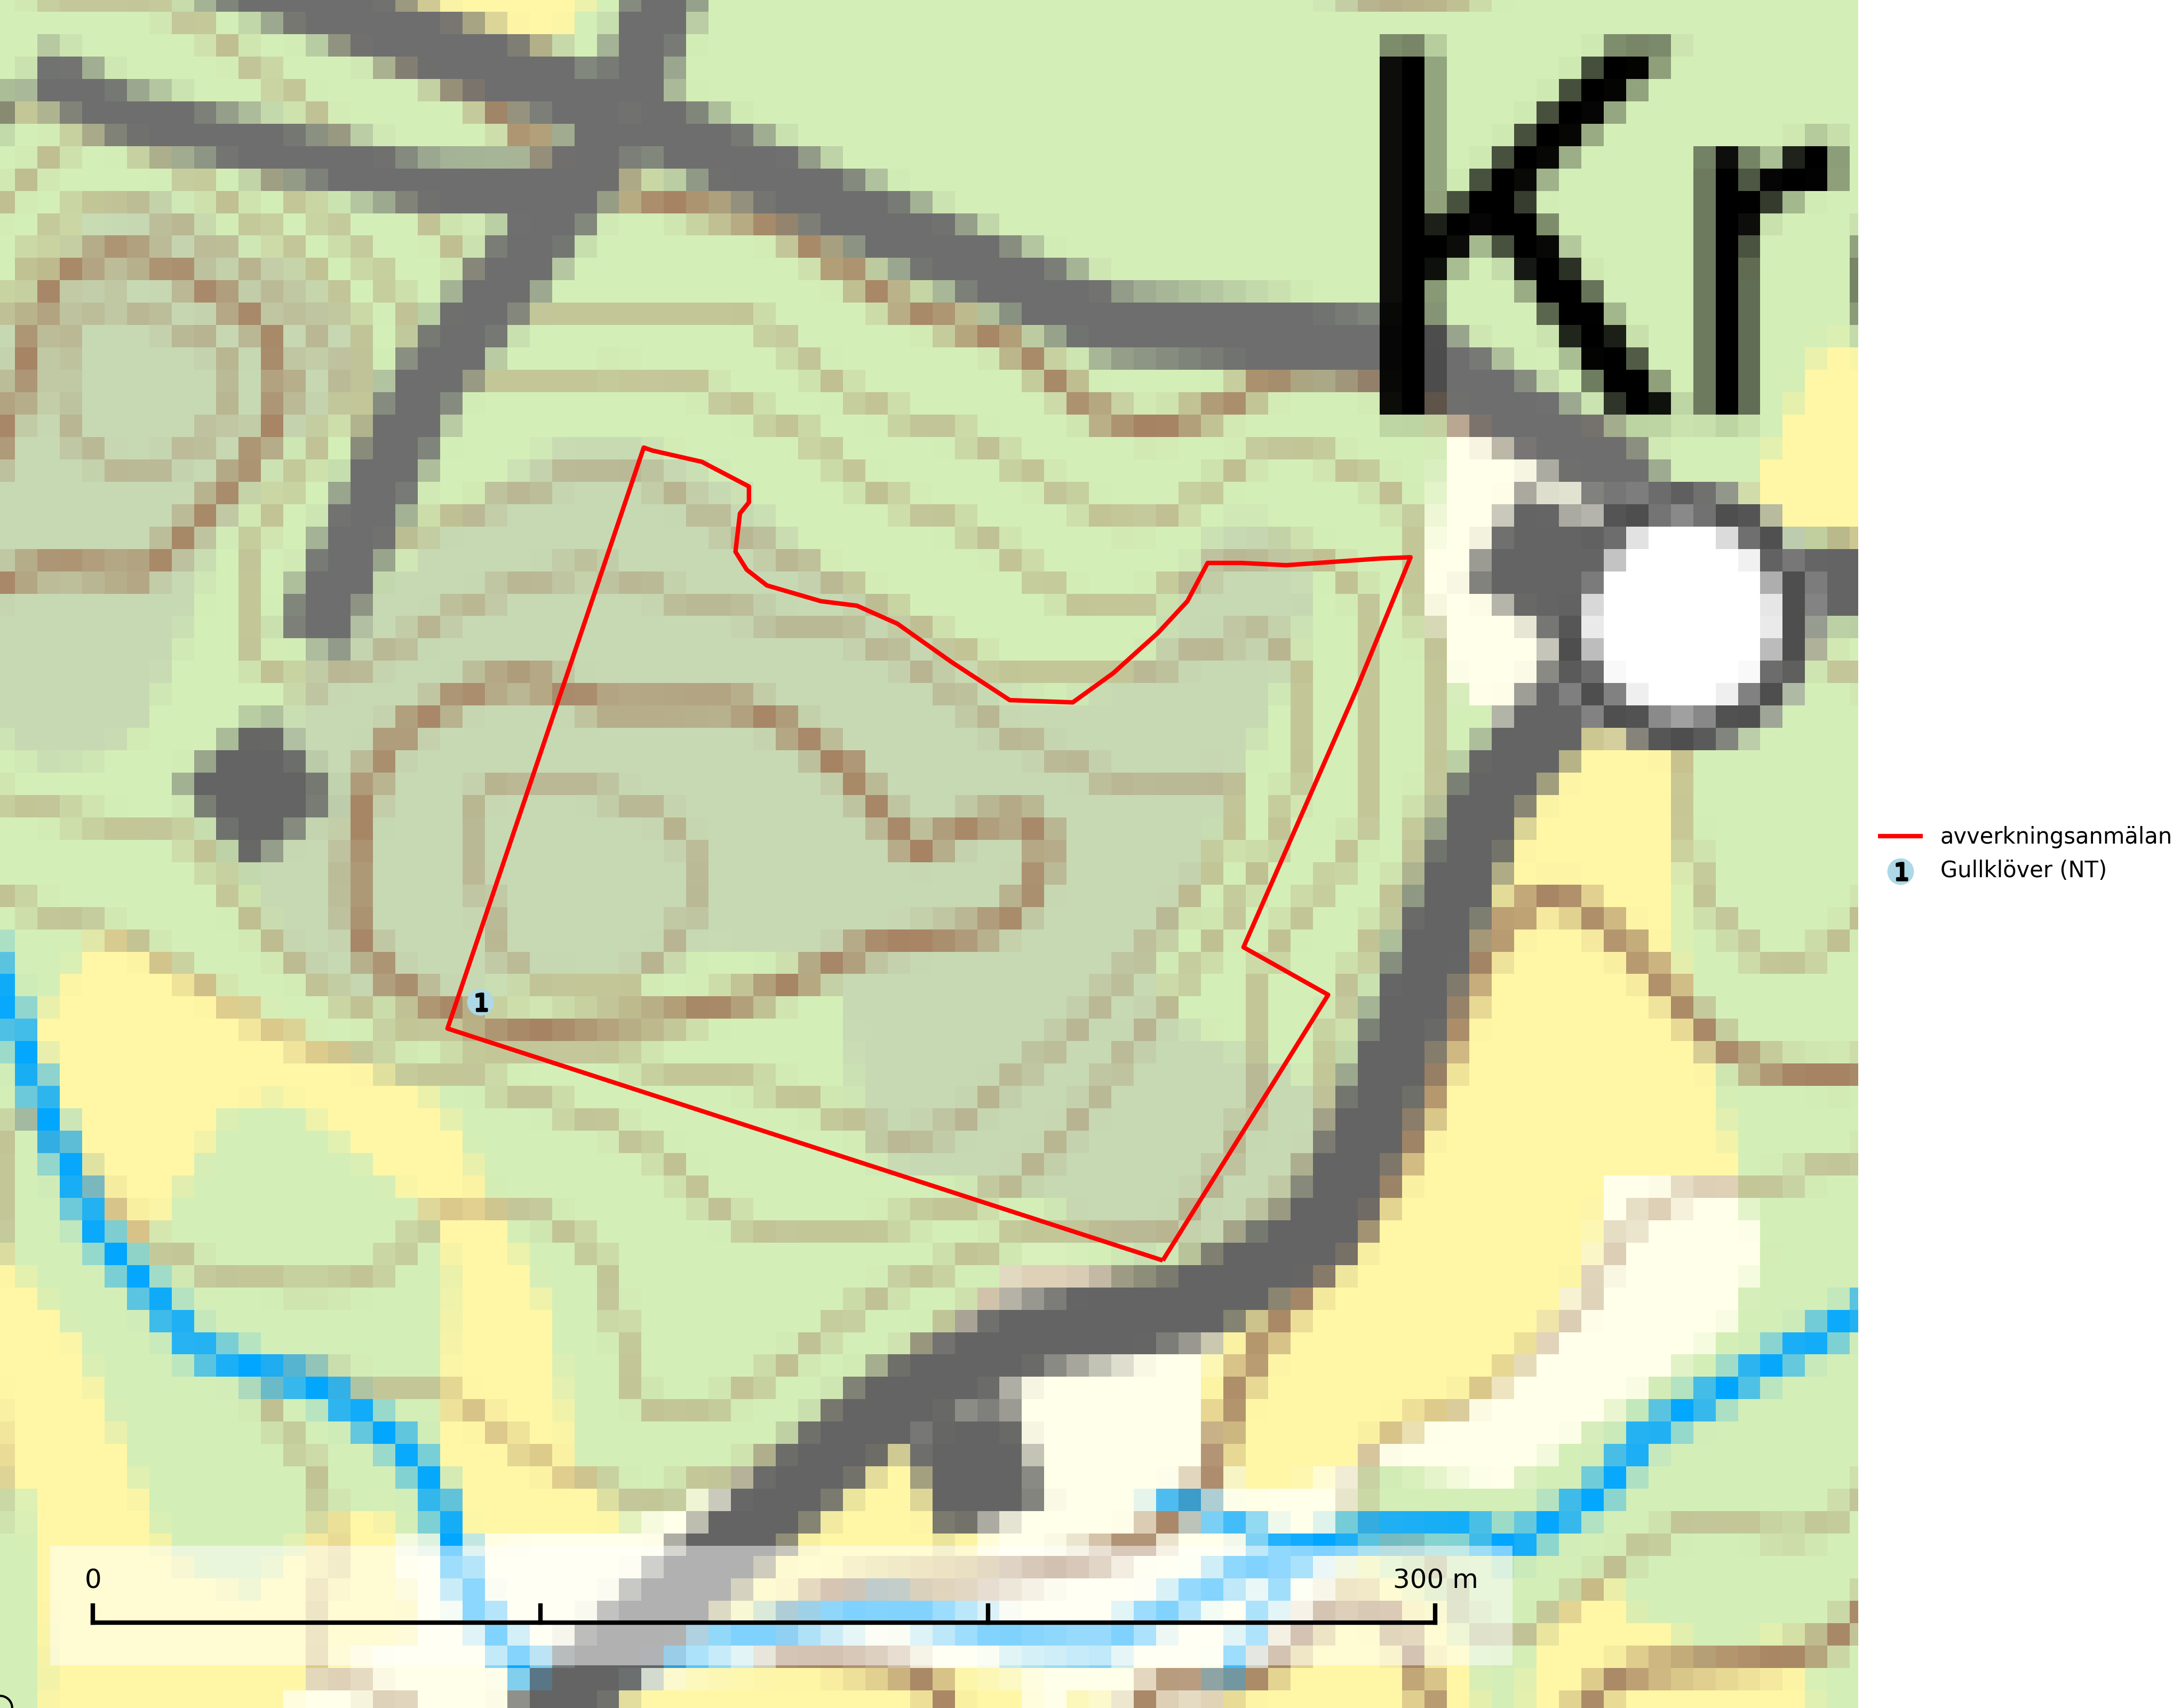 Kr
avverkningsanmälan
1 Gullklöver (NT)
1
0 300 m